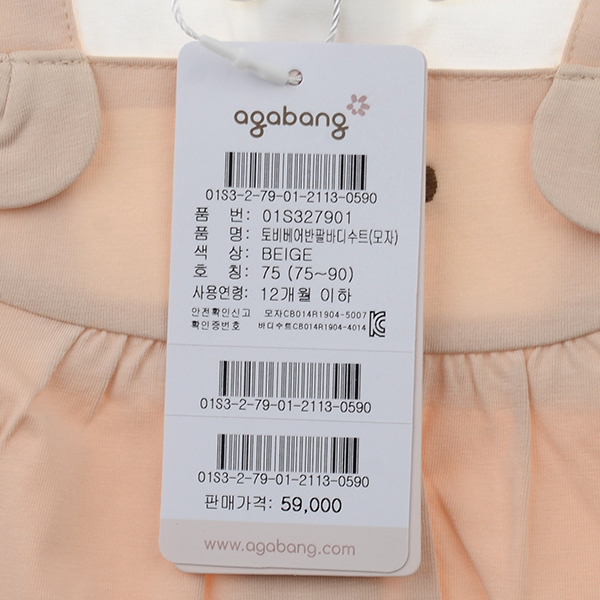 agabang
01S3-2-79-01-2113-0590
품 번: 01S327901
품 명: 토비베어반팔바디수트(모자)
색 상: BEIGE
호 칭: 75 (75~90)
사용연령: 12개월 이하
안전확인신고 모자CB014R1904-5007
확인증번호 바디수트CB014R1904-4014
01S3-2-79-01-2113-0590
01S3-2-79-01-2113-0590
판매가격: 59,000
www.agabang.com